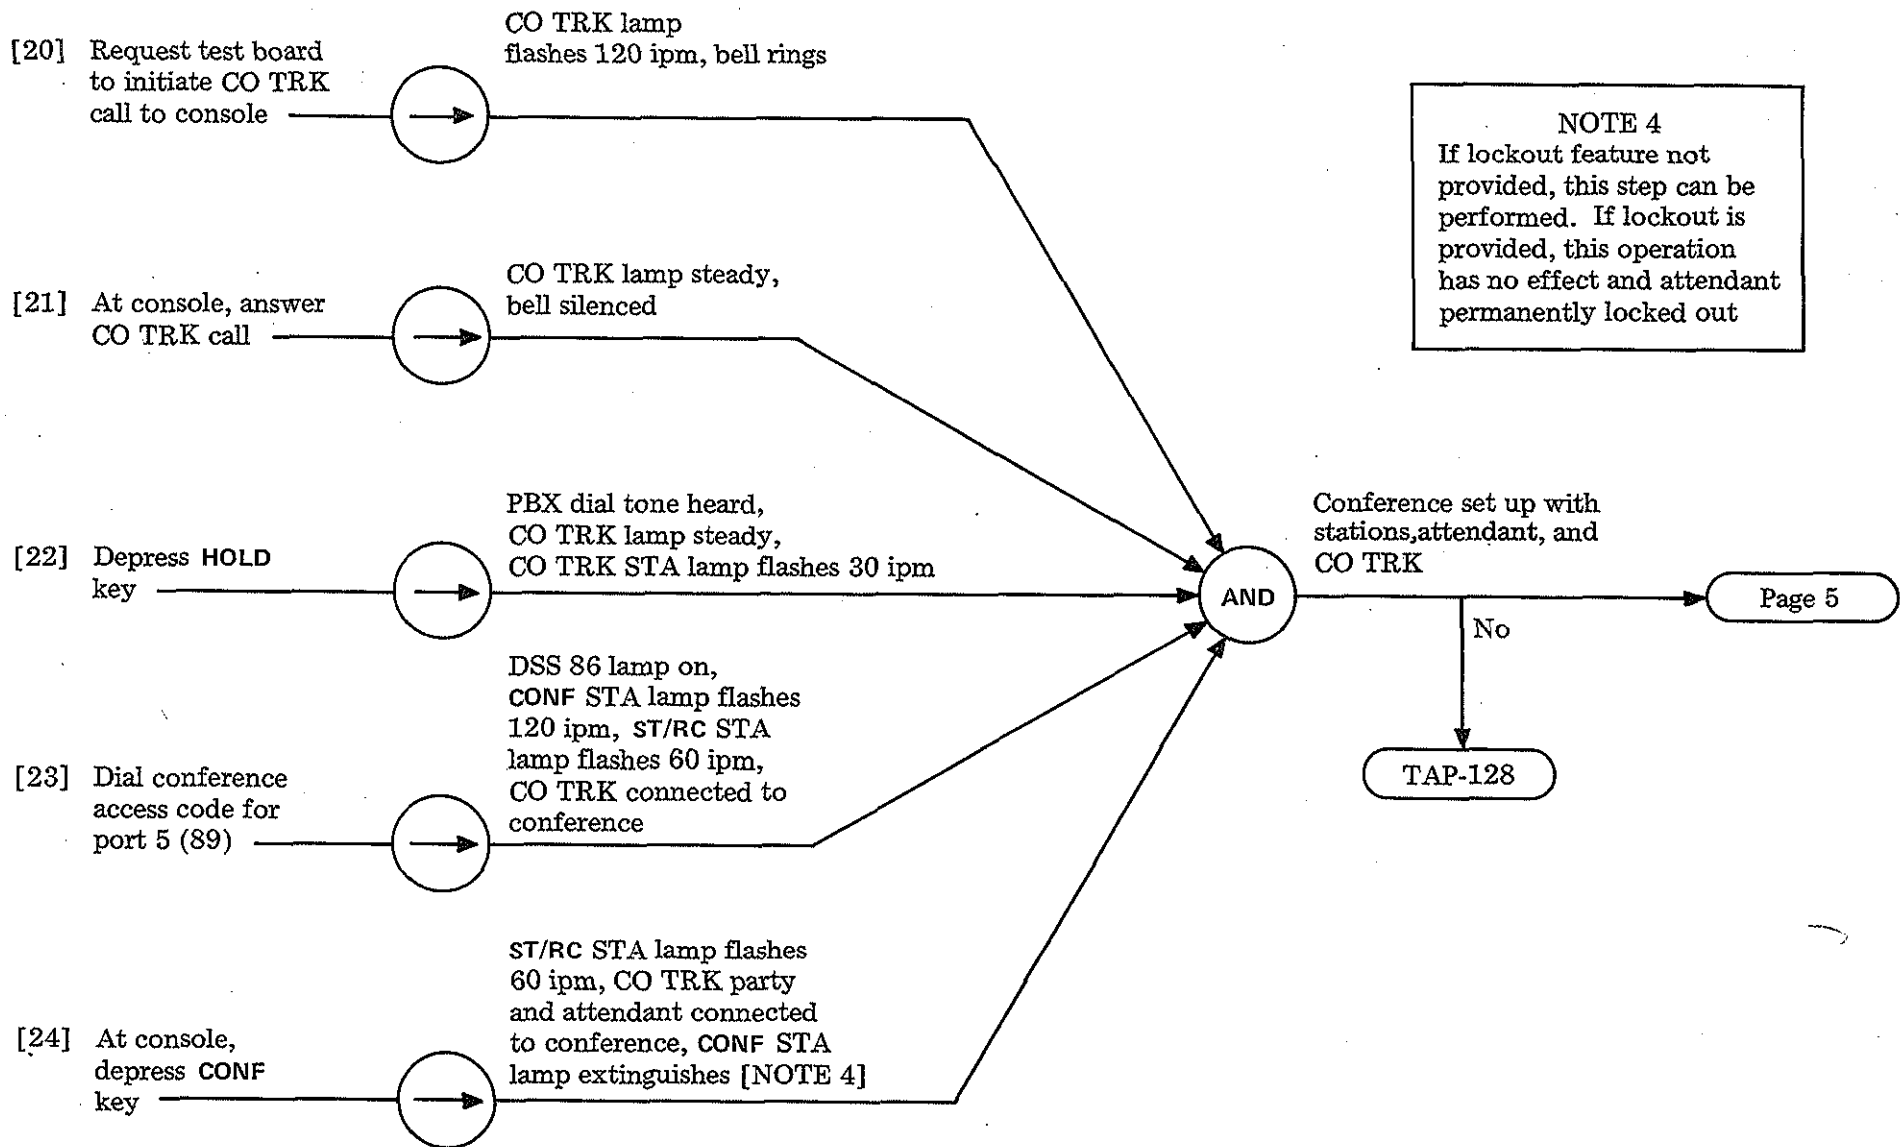 [20] Request test board
to initiate CO TRK
call to console
CO TRK lamp
flashes 120 ipm, bell rings
NOTE 4
If lockout feature not
provided, this step can be
performed. If lockout is
provided, this operation
has no effect and attendant
permanently locked out
[21] At console, answer
CO TRK call
CO TRK lamp steady,
bell silenced
[22] Depress HOLD
key
PBX dial tone heard,
CO TRK lamp steady,
CO TRK STA lamp flashes 30 ipm
AND
Conference set up with
stations,attendant, and
CO TRK
Page 5
No
TAP-128
[23] Dial conference
access code for
port 5 (89)
DSS 86 lamp on,
CONF STA lamp flashes
120 ipm, ST/RC STA
lamp flashes 60 ipm,
CO TRK connected to
conference
[24] At console,
depress CONF
key
ST/RC STA lamp flashes
60 ipm, CO TRK party
and attendant connected
to conference, CONF STA
lamp extinguishes [NOTE 4]